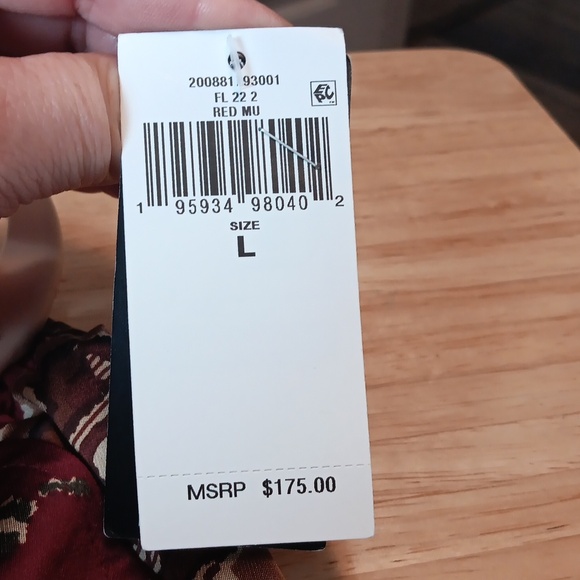 200881 93001
FL 22 2
RED MU
1 95934 98040 2
SIZE
L
MSRP $175.00